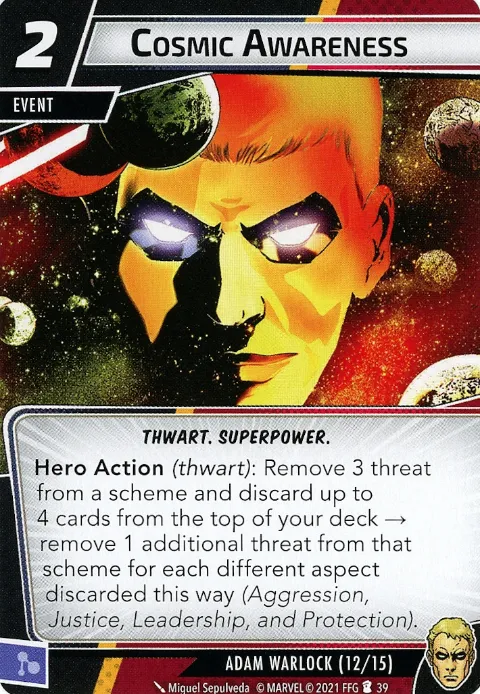 2
COSMIC AWARENESS
EVENT
THWART. SUPERPOWER.
Hero Action (thwart): Remove 3 threat
from a scheme and discard up to
4 cards from the top of your deck →
remove 1 additional threat from that
scheme for each different aspect
discarded this way (Aggression,
Justice, Leadership, and Protection).
ADAM WARLOCK (12/15)
Miguel Sepulveda © MARVEL © 2021 FFG 39